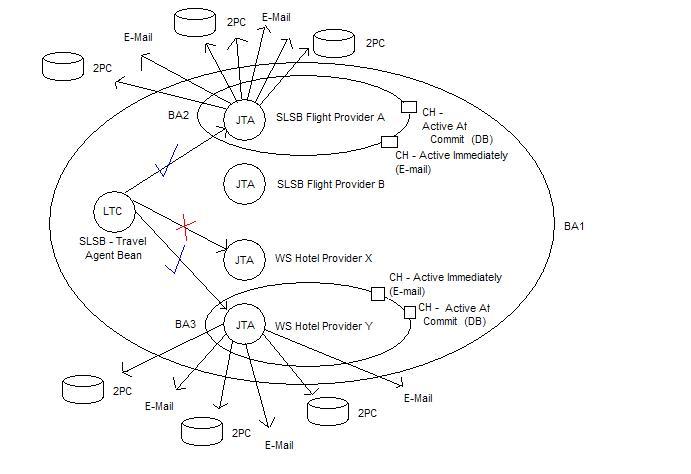 E-Mail
2PC
E-Mail
2PC
2PC
BA2
JTA
SLSB Flight Provider A
CH -
Active At
Commit (DB)
CH - Active Immediately
(E-mail)
JTA
SLSB Flight Provider B
LTC
SLSB - Travel
Agent Bean
BA1
JTA
WS Hotel Provider X
CH - Active Immediately
(E-mail)
CH - Active At
Commit (DB)
BA3
JTA
WS Hotel Provider Y
2PC
E-Mail
2PC
E-Mail
2PC
E-Mail